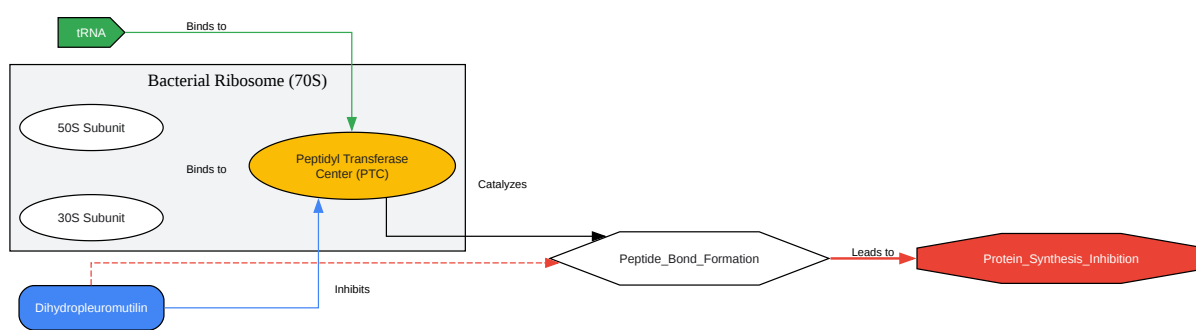 tRNA
Binds to
Bacterial Ribosome (70S)
50S Subunit
Peptidyl Transferase
Center (PTC)
Binds to
Catalyzes
30S Subunit
Peptide_Bond_Formation
Leads to
Protein_Synthesis_Inhibition
Inhibits
Dihydropleuromutilin